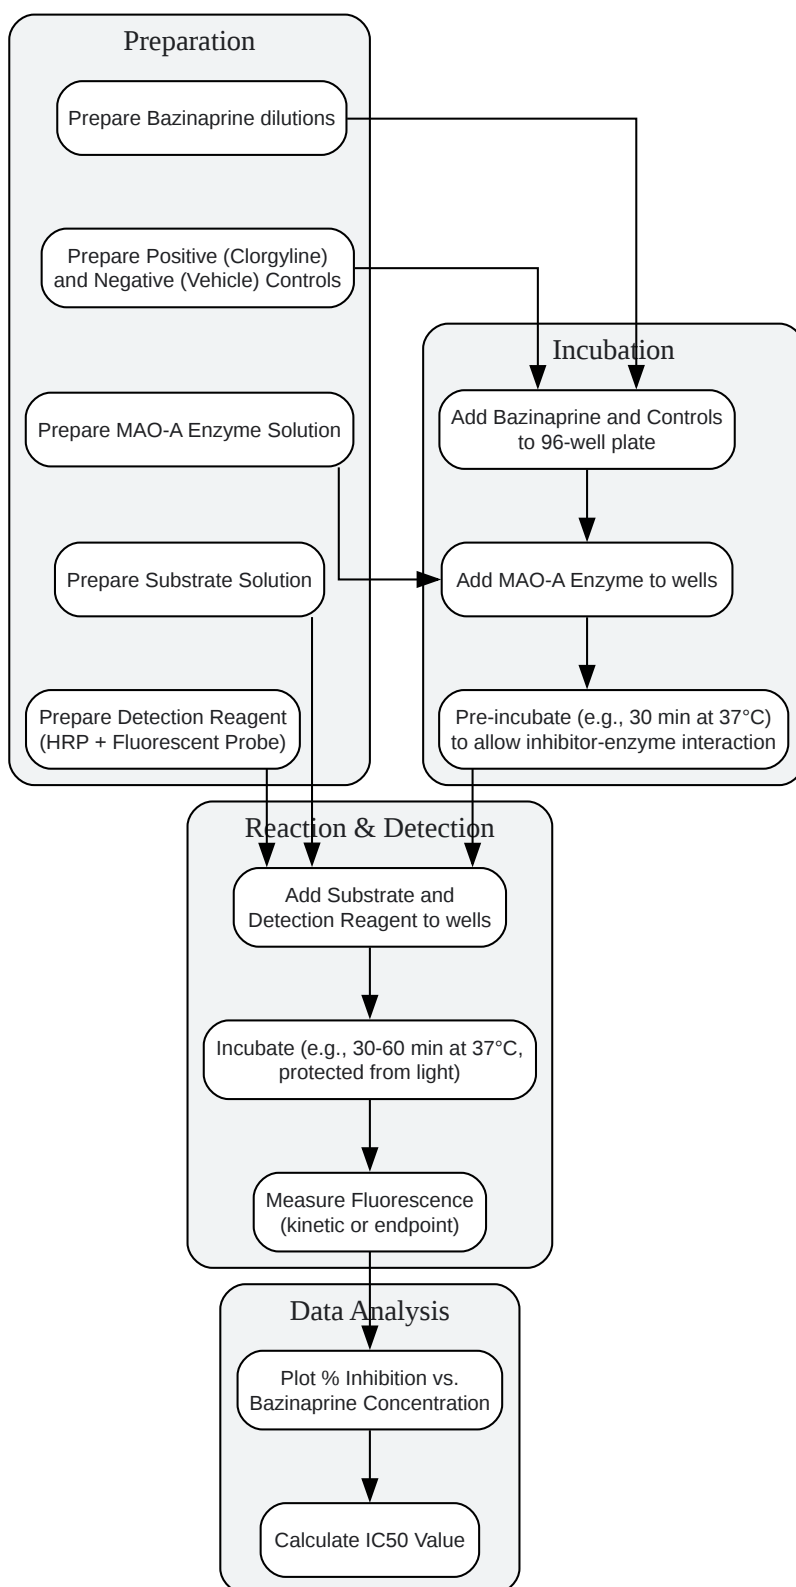 Preparation
Prepare Bazinaprine dilutions
Prepare Positive (Clorgyline)
and Negative (Vehicle) Controls
Prepare MAO-A Enzyme Solution
Prepare Substrate Solution
Prepare Detection Reagent
(HRP + Fluorescent Probe)
Incubation
Add Bazinaprine and Controls
to 96-well plate
Add MAO-A Enzyme to wells
Pre-incubate (e.g., 30 min at 37°C)
to allow inhibitor-enzyme interaction
Reaction & Detection
Add Substrate and
Detection Reagent to wells
Incubate (e.g., 30-60 min at 37°C,
protected from light)
Measure Fluorescence
(kinetic or endpoint)
Data Analysis
Plot % Inhibition vs.
Bazinaprine Concentration
Calculate IC50 Value